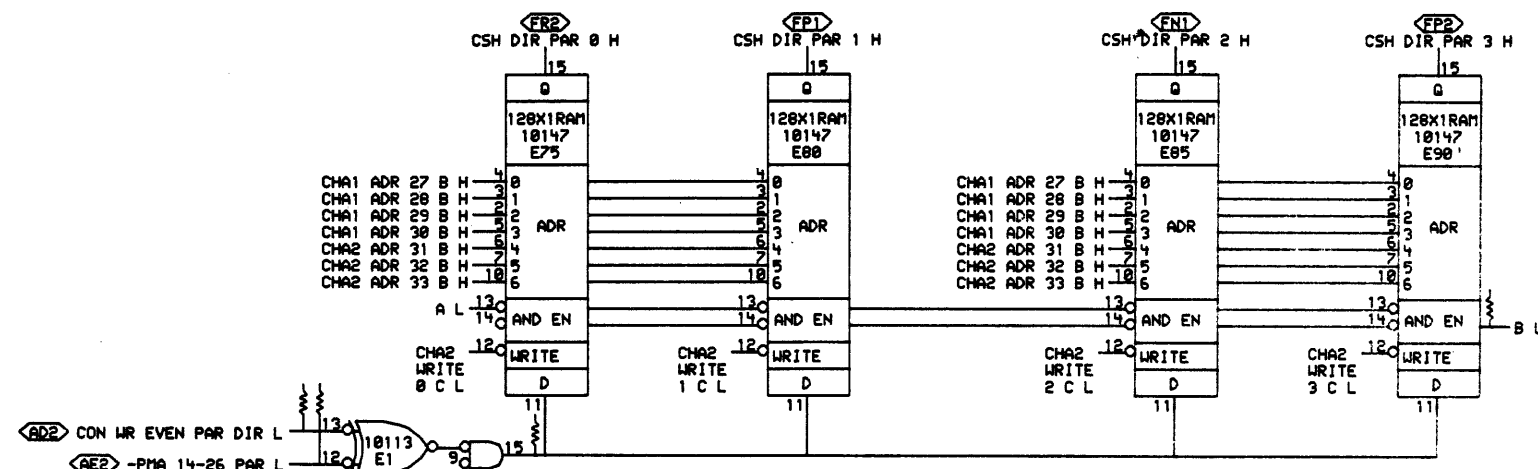 FR2 FP1 FN1 FP2
CSH DIR PAR 0 H CSH DIR PAR 1 H CSH DIR PAR 2 H CSH DIR PAR 3 H
15 15 15 15
Q Q Q Q
128X1RAM 128X1RAM 128X1RAM 128X1RAM
10147 10147 10147 10147
E75 E80 E85 E90
CHA1 ADR 27 B H 4 0 4 0 CHA1 ADR 27 B H 4 0 4 0
CHA1 ADR 28 B H 3 1 3 1 CHA1 ADR 28 B H 3 1 3 1
CHA1 ADR 29 B H 2 2 2 2 CHA1 ADR 29 B H 2 2 2 2
CHA1 ADR 30 B H 5 3 ADR 5 3 ADR CHA1 ADR 30 B H 5 3 ADR 5 3 ADR
CHA2 ADR 31 B H 6 4 6 4 CHA2 ADR 31 B H 6 4 6 4
CHA2 ADR 32 B H 7 5 7 5 CHA2 ADR 32 B H 7 5 7 5
CHA2 ADR 33 B H 10 6 10 6 CHA2 ADR 33 B H 10 6 10 6
A L 13 13 13 13
14 AND EN 14 AND EN 14 AND EN 14 AND EN B L
CHA2 12 WRITE CHA2 12 WRITE CHA2 12 WRITE CHA2 12 WRITE
WRITE WRITE WRITE WRITE
0 C L D 1 C L D 2 C L D 3 C L D
11 11 11 11
AD2 CON WR EVEN PAR DIR L 13
10113 15
AE2 -PMA 14-26 PAR L 12 E1 9